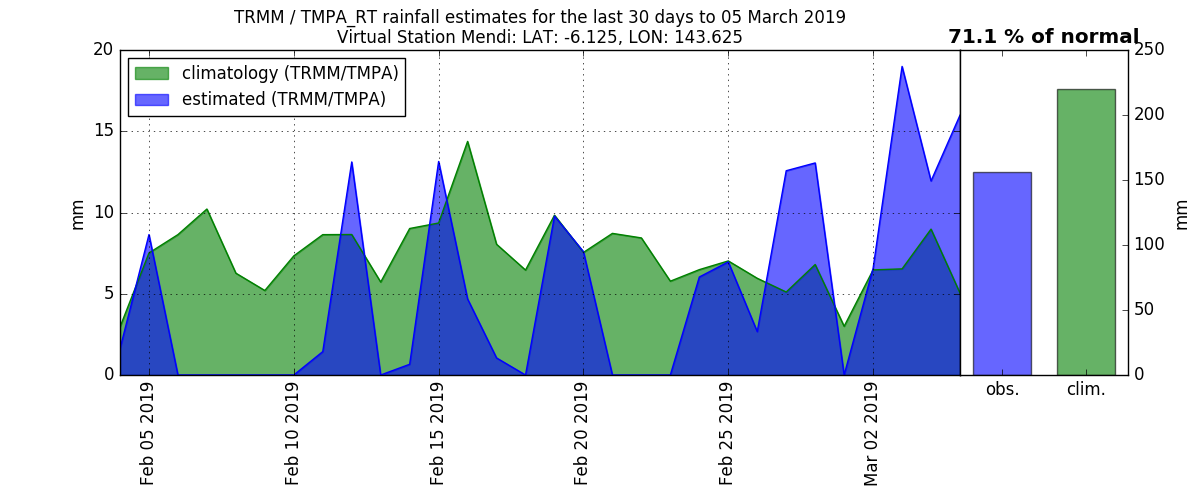 TRMM / TMPA_RT rainfall estimates for the last 30 days to 05 March 2019
Virtual Station Mendi: LAT: -6.125, LON: 143.625
71.1 % of normal
climatology (TRMM/TMPA)
estimated (TRMM/TMPA)
20
15
10
5
0
mm
250
200
150
100
50
0
mm
Feb 05 2019
Feb 10 2019
Feb 15 2019
Feb 20 2019
Feb 25 2019
Mar 02 2019
obs.
clim.